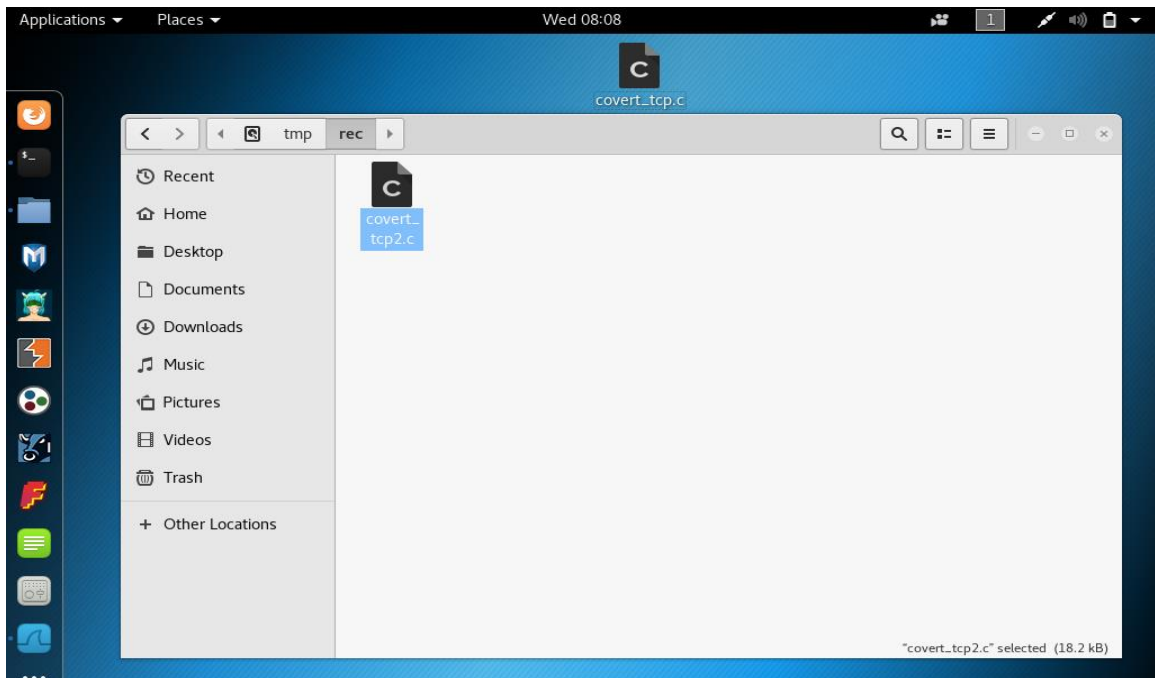 Applications Places Wed 08:08 1
covert_tcp.c
tmp rec
Recent
Home
Desktop
Documents
Downloads
Music
Pictures
Videos
Trash
+ Other Locations
C
covert_
tcp2.c
"covert_tcp2.c" selected (18.2 kB)